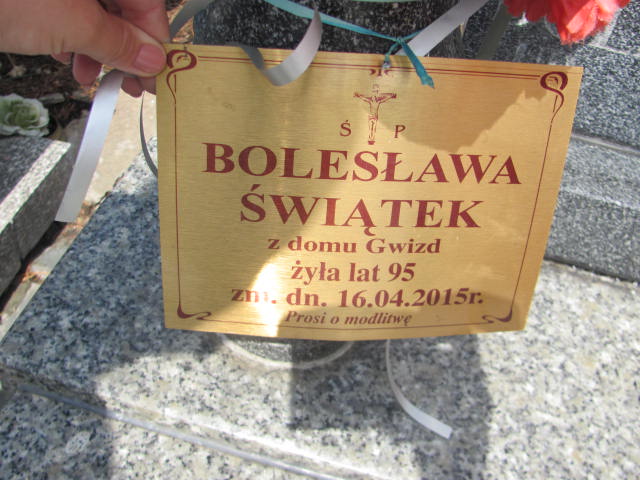 Ś P
BOLESŁAWA
ŚWIĄTEK
z domu Gwizd
żyła lat 95
zm. dn. 16.04.2015r.
Prosi o modlitwę